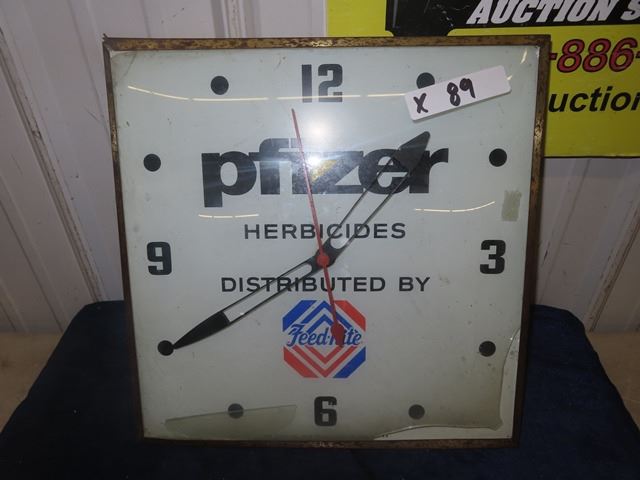 AUCTION S
-886-
uction
x 89
12
pfizer
HERBICIDES
9
3
DISTRIBUTED BY
Feed-Rite
6